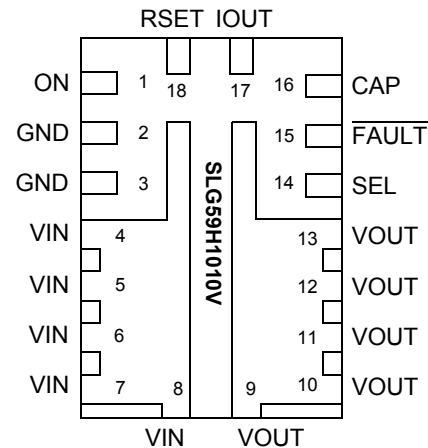 RSET IOUT
ON 1 18 17 16 CAP
GND 2 15 FAULT
GND 3 14 SEL
SLG59H1010V
VIN 4 13 VOUT
VIN 5 12 VOUT
VIN 6 11 VOUT
VIN 7 8 9 10 VOUT
VIN VOUT